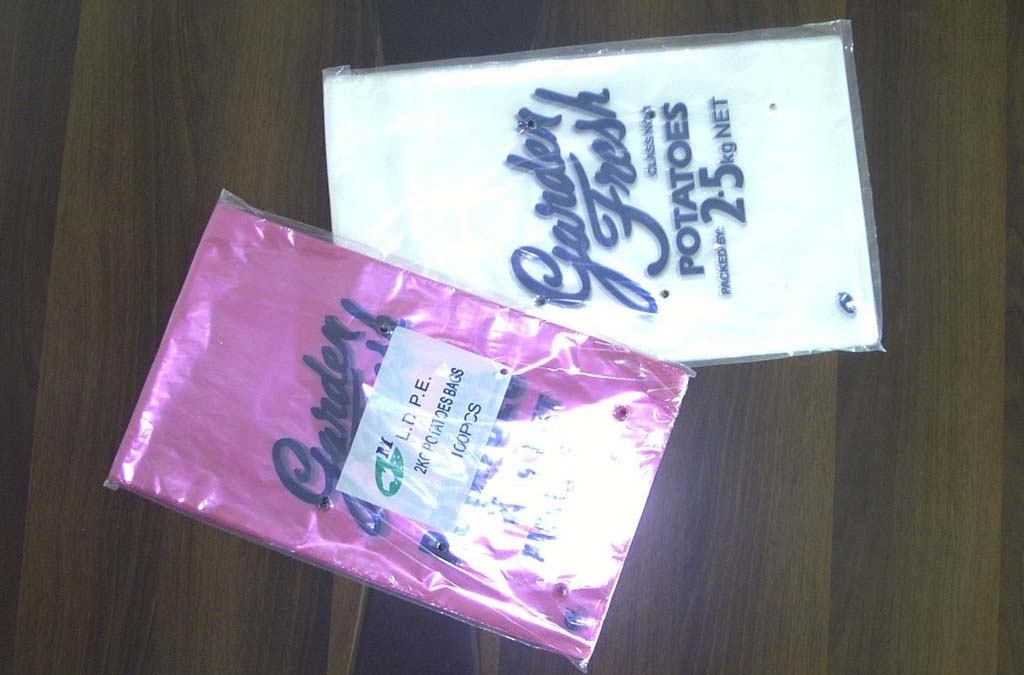 Garden
Fresh
CLASS No.1
POTATOES
PACKED BY:
2.5kg NET
Garden
L.D.P.E.
2KG POTATOES BAGS
100PCS